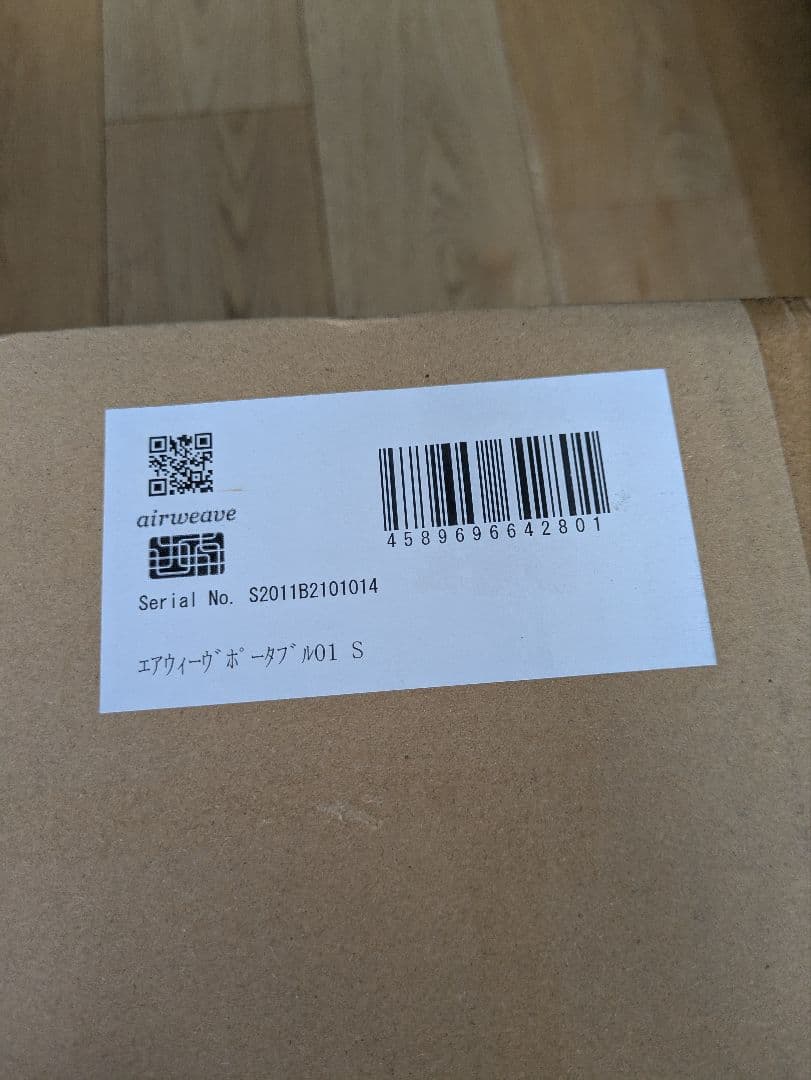 airweave
4589696642801
Serial No. S2011B2101014
ｴｱｳｨｰｳﾞﾎﾟｰﾀﾌﾞﾙ01 S